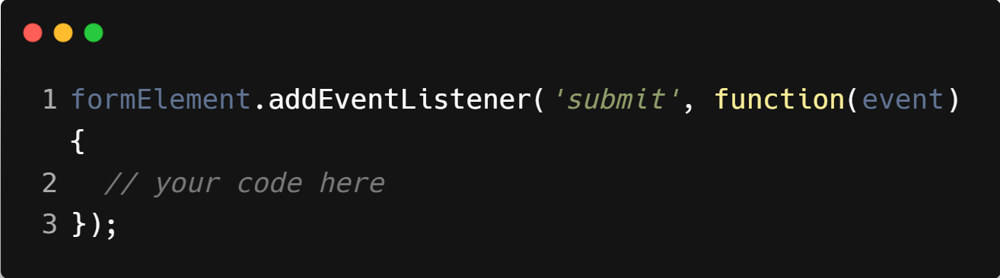 1 formElement.addEventListener('submit', function(event)
{
2   // your code here
3 });